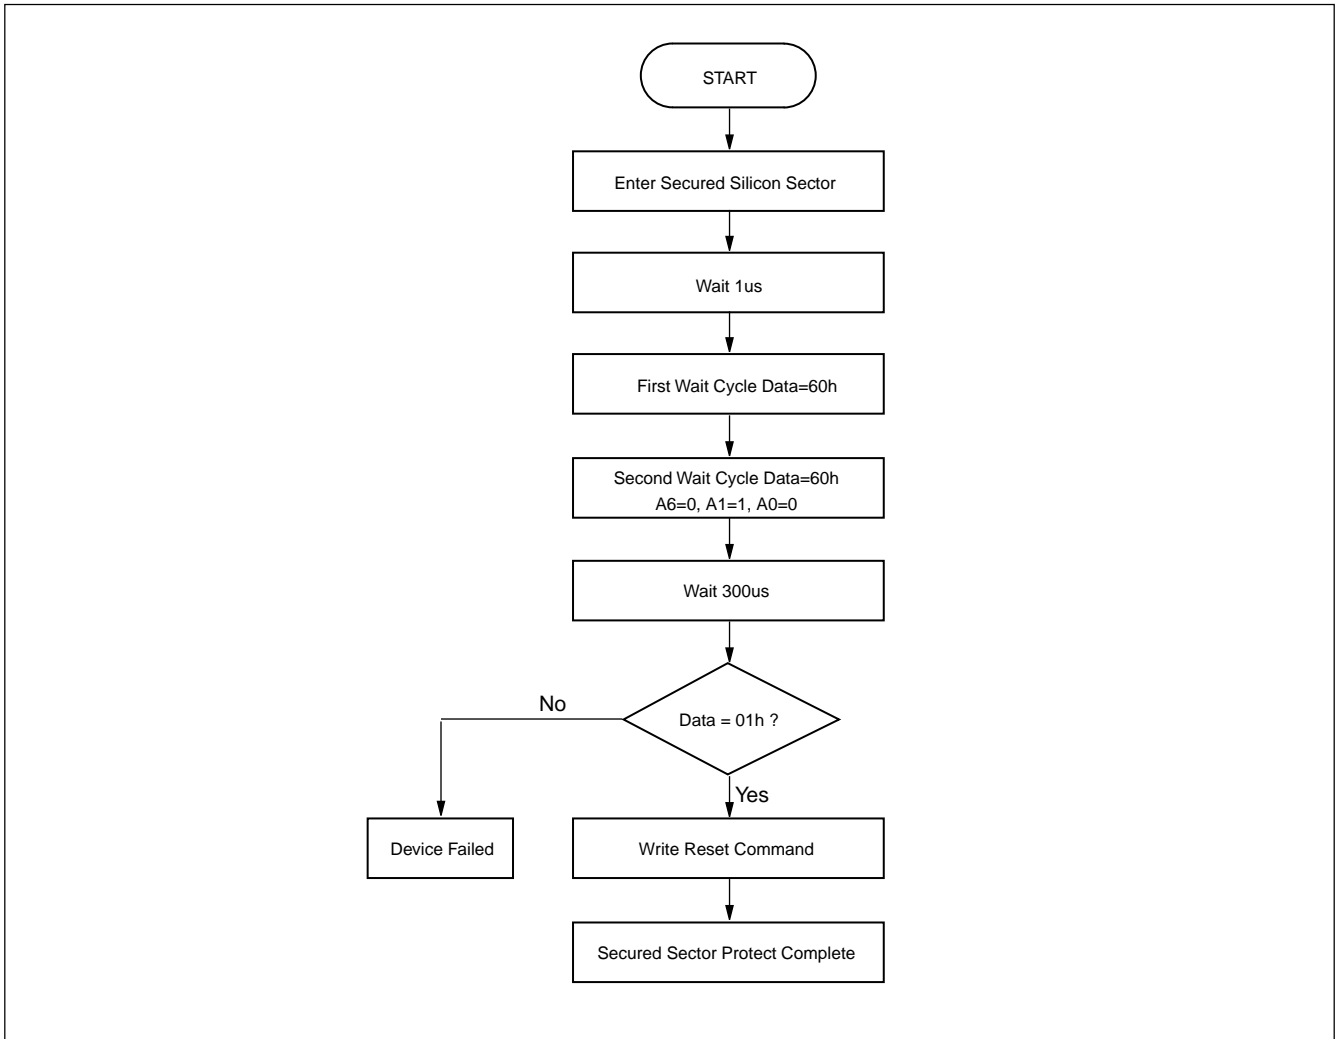 START
Enter Secured Silicon Sector
Wait 1us
First Wait Cycle Data=60h
Second Wait Cycle Data=60h
A6=0, A1=1, A0=0
Wait 300us
No
Data = 01h ?
Yes
Device Failed
Write Reset Command
Secured Sector Protect Complete